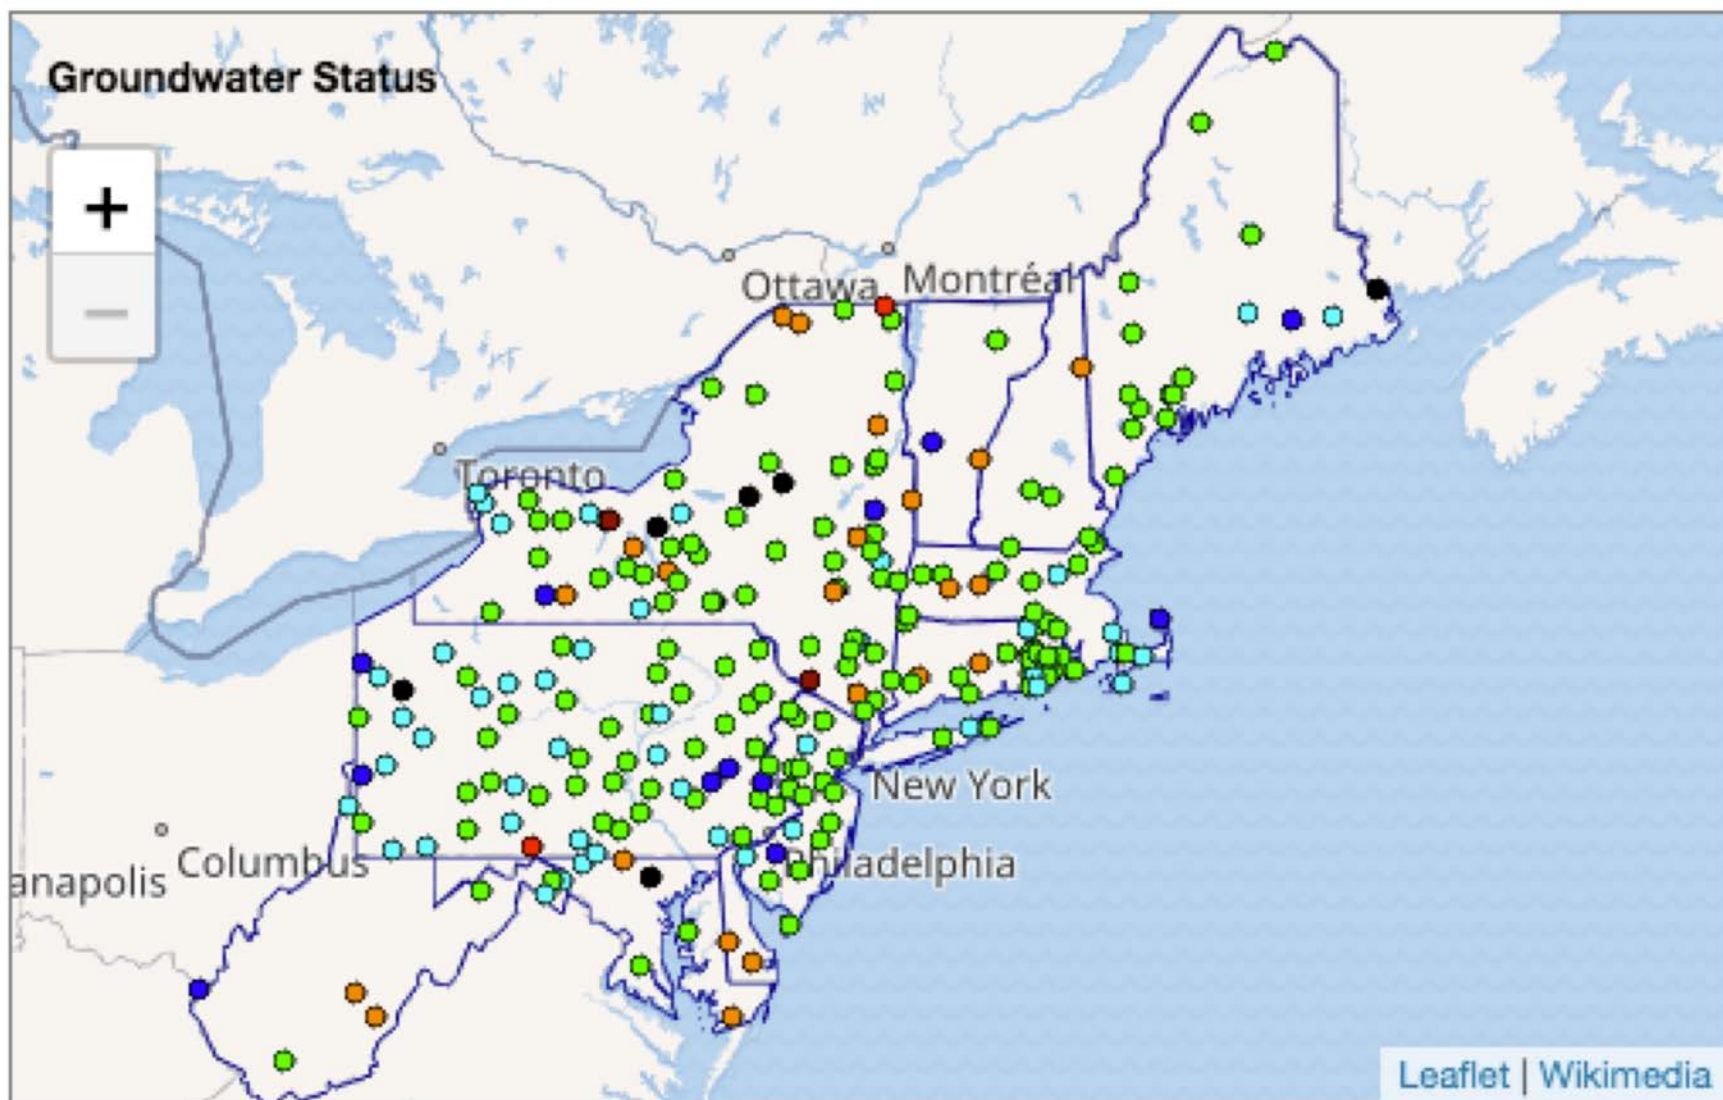 Groundwater Status
+
−
Ottawa
Montréal
Toronto
New York
Columbus
Philadelphia
anapolis
Leaflet | Wikimedia